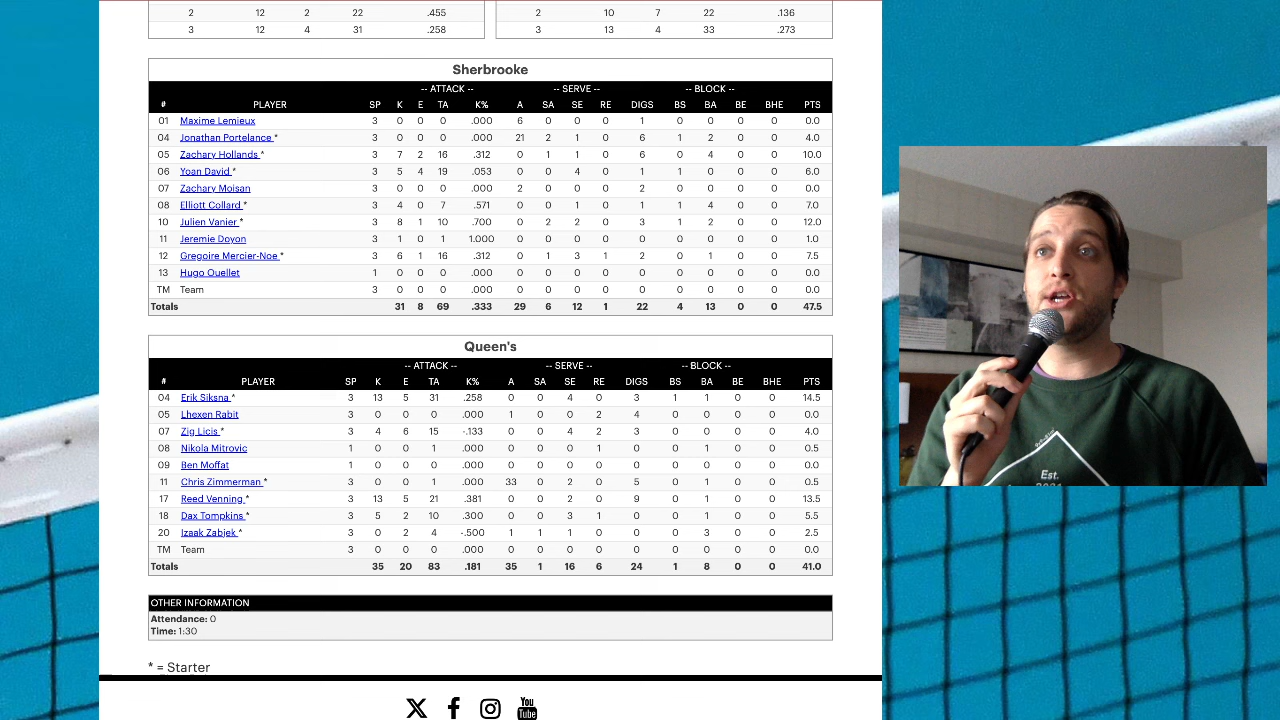 2 12 2 22 .455
3 12 4 31 .258
2 10 7 22 .136
3 13 4 33 .273
Sherbrooke
-- ATTACK -- -- SERVE -- -- BLOCK --
# PLAYER SP K E TA K% A SA SE RE DIGS BS BA BE BHE PTS
01 Maxime Lemieux 3 0 0 0 .000 6 0 0 0 1 0 0 0 0 0.0
04 Jonathan Portelance * 3 0 0 0 .000 21 2 1 0 6 1 2 0 0 4.0
05 Zachary Hollands * 3 7 2 16 .312 0 1 1 0 6 0 4 0 0 10.0
06 Yoan David * 3 5 4 19 .053 0 0 4 0 1 1 0 0 0 6.0
07 Zachary Moisan 3 0 0 0 .000 2 0 0 0 2 0 0 0 0 0.0
08 Elliott Collard * 3 4 0 7 .571 0 0 1 0 1 1 4 0 0 7.0
10 Julien Vanier * 3 8 1 10 .700 0 2 2 0 3 1 2 0 0 12.0
11 Jeremie Doyon 3 1 0 1 1.000 0 0 0 0 0 0 0 0 0 1.0
12 Gregoire Mercier-Noe * 3 6 1 16 .312 0 1 3 1 2 0 1 0 0 7.5
13 Hugo Ouellet 1 0 0 0 .000 0 0 0 0 0 0 0 0 0 0.0
TM Team 3 0 0 0 .000 0 0 0 0 0 0 0 0 0 0.0
Totals 31 8 69 .333 29 6 12 1 22 4 13 0 0 47.5
Queen's
-- ATTACK -- -- SERVE -- -- BLOCK --
# PLAYER SP K E TA K% A SA SE RE DIGS BS BA BE BHE PTS
04 Erik Siksna * 3 13 5 31 .258 0 0 4 0 3 1 1 0 0 14.5
05 Lhexen Rabit 3 0 0 0 .000 1 0 0 2 4 0 0 0 0 0.0
07 Zig Licis * 3 4 6 15 -.133 0 0 4 2 3 0 0 0 0 4.0
08 Nikola Mitrovic 1 0 0 0 .000 0 0 0 1 0 0 1 0 0 0.5
09 Ben Moffat 1 0 0 0 .000 0 0 0 0 0 0 0 0 0 0.0
11 Chris Zimmerman * 3 0 0 1 .000 33 0 2 0 5 0 1 0 0 0.5
17 Reed Venning * 3 13 5 21 .381 0 0 2 0 9 0 1 0 0 13.5
18 Dax Tompkins * 3 5 2 10 .300 0 0 3 1 0 0 1 0 0 5.5
20 Izaak Zabjek * 3 0 2 4 -.500 1 1 1 0 0 0 3 0 0 2.5
TM Team 3 0 0 0 .000 0 0 0 0 0 0 0 0 0 0.0
Totals 35 20 83 .181 35 1 16 6 24 1 8 0 0 41.0
OTHER INFORMATION
Attendance: 0
Time: 1:30
* = Starter
You
Tube
Est.